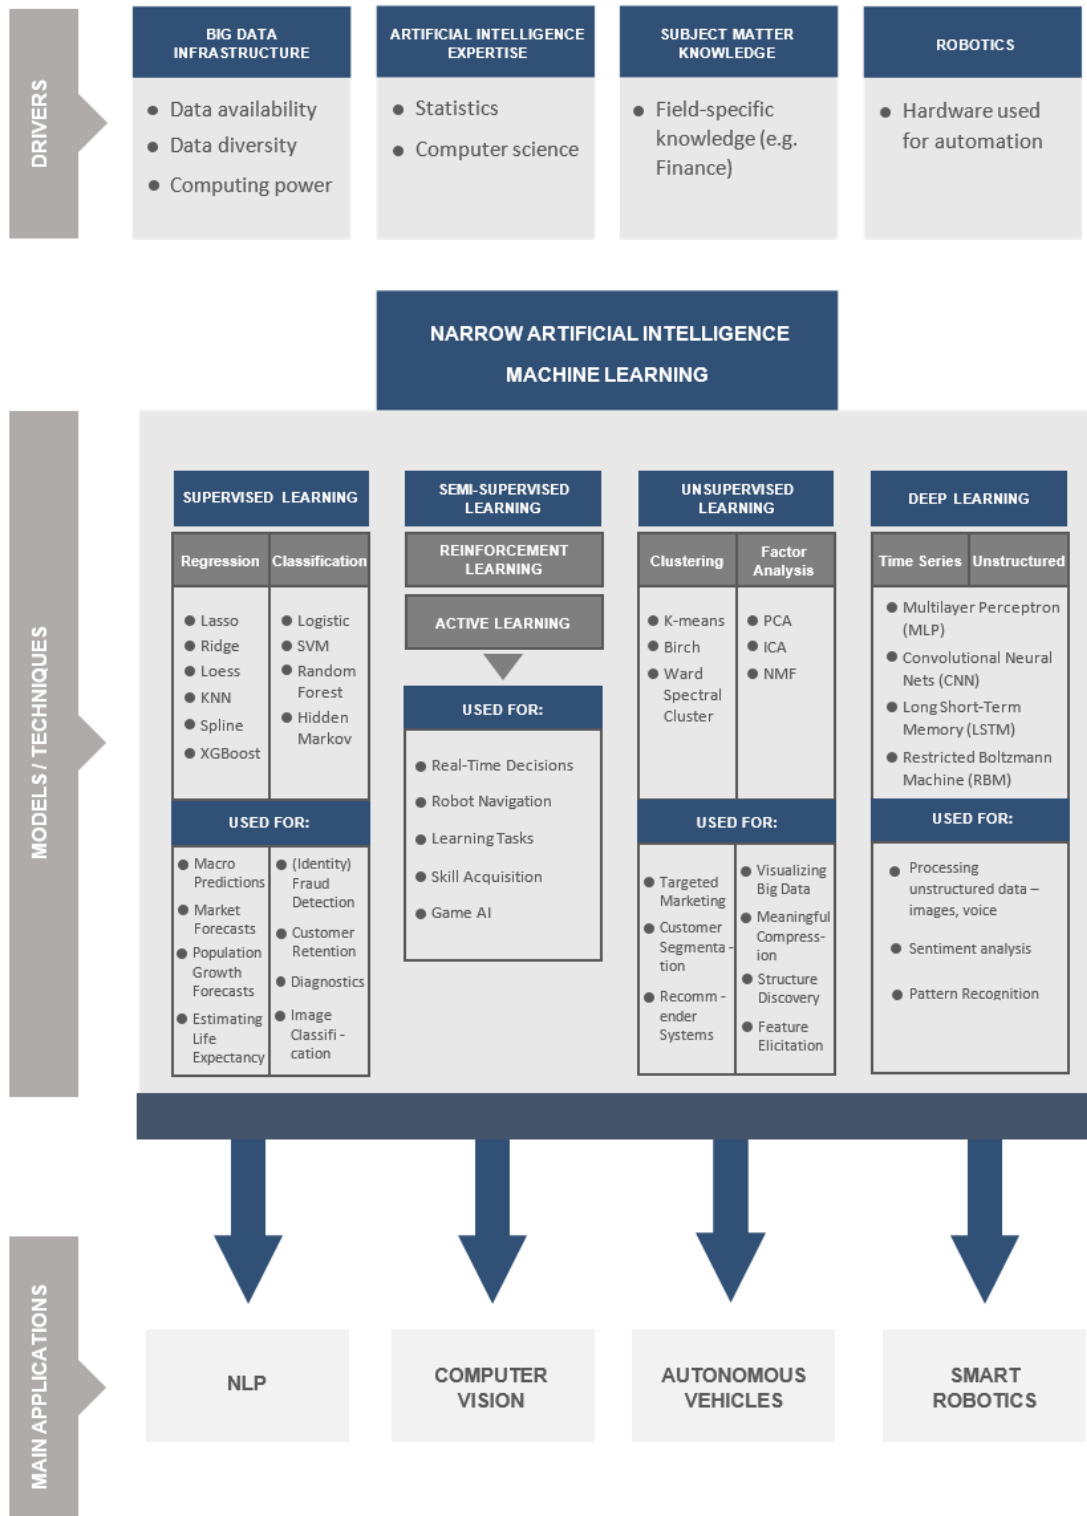 DRIVERS
BIG DATA
INFRASTRUCTURE
● Data availability
● Data diversity
● Computing power
ARTIFICIAL INTELLIGENCE
EXPERTISE
● Statistics
● Computer science
SUBJECT MATTER
KNOWLEDGE
● Field-specific
knowledge (e.g.
Finance)
ROBOTICS
● Hardware used
for automation
NARROW ARTIFICIAL INTELLIGENCE
MACHINE LEARNING
MODELS / TECHNIQUES
SUPERVISED LEARNING
Regression
● Lasso
● Ridge
● Loess
● KNN
● Spline
● XGBoost
Classification
● Logistic
● SVM
● Random
Forest
● Hidden
Markov
USED FOR:
● Macro
Predictions
● Market
Forecasts
● Population
Growth
Forecasts
● Estimating
Life
Expectancy
● (Identity)
Fraud
Detection
● Customer
Retention
● Diagnostics
● Image
Classifi -
cation
SEMI-SUPERVISED
LEARNING
REINFORCEMENT
LEARNING
ACTIVE LEARNING
USED FOR:
● Real-Time Decisions
● Robot Navigation
● Learning Tasks
● Skill Acquisition
● Game AI
UNSUPERVISED
LEARNING
Clustering
● K-means
● Birch
● Ward
Spectral
Cluster
Factor
Analysis
● PCA
● ICA
● NMF
USED FOR:
● Targeted
Marketing
● Customer
Segmenta -
tion
● Recomm -
ender
Systems
● Visualizing
Big Data
● Meaningful
Compress-
ion
● Structure
Discovery
● Feature
Elicitation
DEEP LEARNING
Time Series
Unstructured
● Multilayer Perceptron
(MLP)
● Convolutional Neural
Nets (CNN)
● Long Short-Term
Memory (LSTM)
● Restricted Boltzmann
Machine (RBM)
USED FOR:
● Processing
unstructured data –
images, voice
● Sentiment analysis
● Pattern Recognition
MAIN APPLICATIONS
NLP
COMPUTER
VISION
AUTONOMOUS
VEHICLES
SMART
ROBOTICS